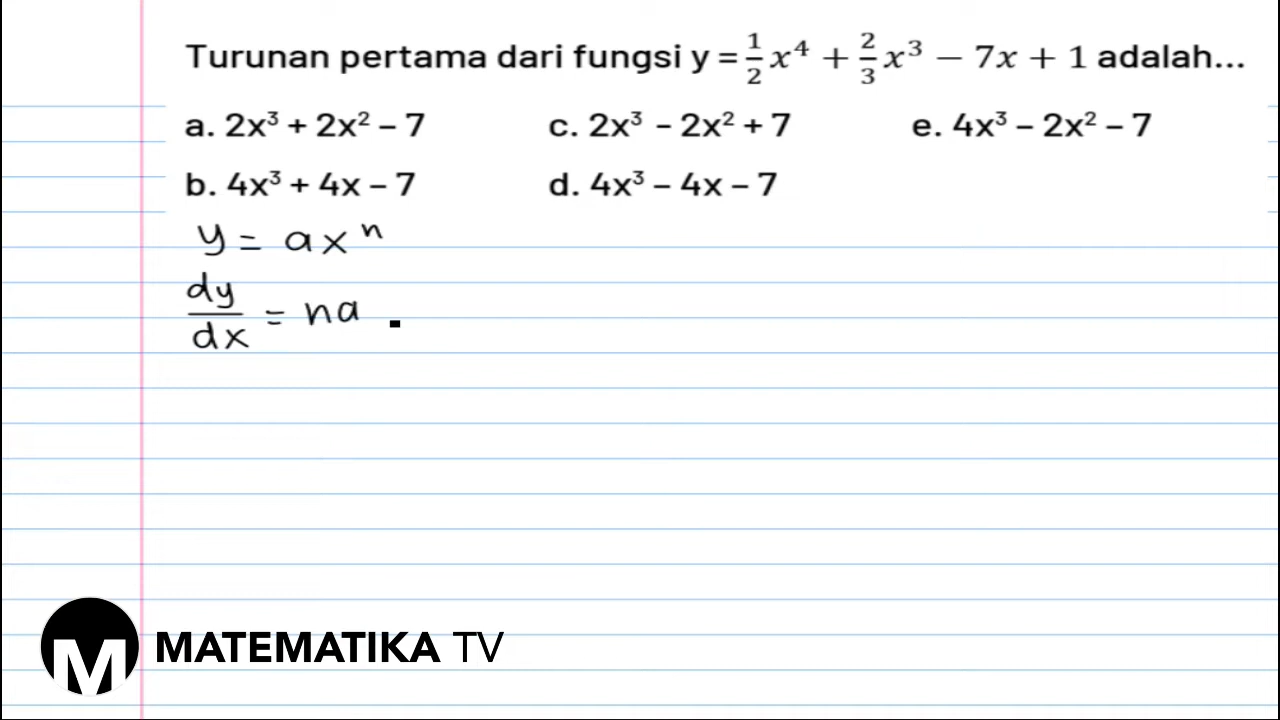 Turunan pertama dari fungsi y = 1/2 x⁴ + 2/3 x³ − 7x + 1 adalah...
a. 2x³ + 2x² – 7 c. 2x³ - 2x² + 7 e. 4x³ – 2x² – 7
b. 4x³ + 4x – 7 d. 4x³ – 4x – 7
y = axⁿ
dy/dx = na
M MATEMATIKA TV